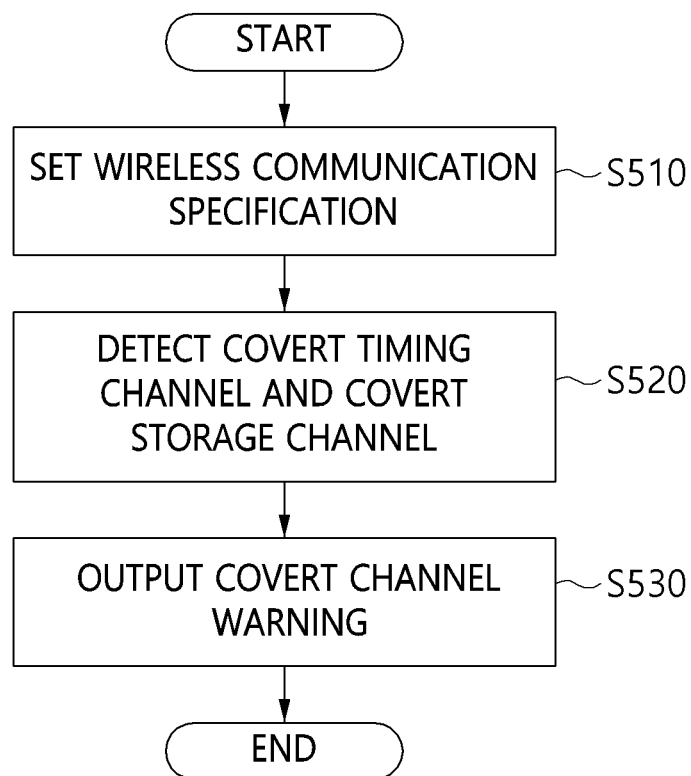 START
SET WIRELESS COMMUNICATION
SPECIFICATION
S510
DETECT COVERT TIMING
CHANNEL AND COVERT
STORAGE CHANNEL
S520
OUTPUT COVERT CHANNEL
WARNING
S530
END